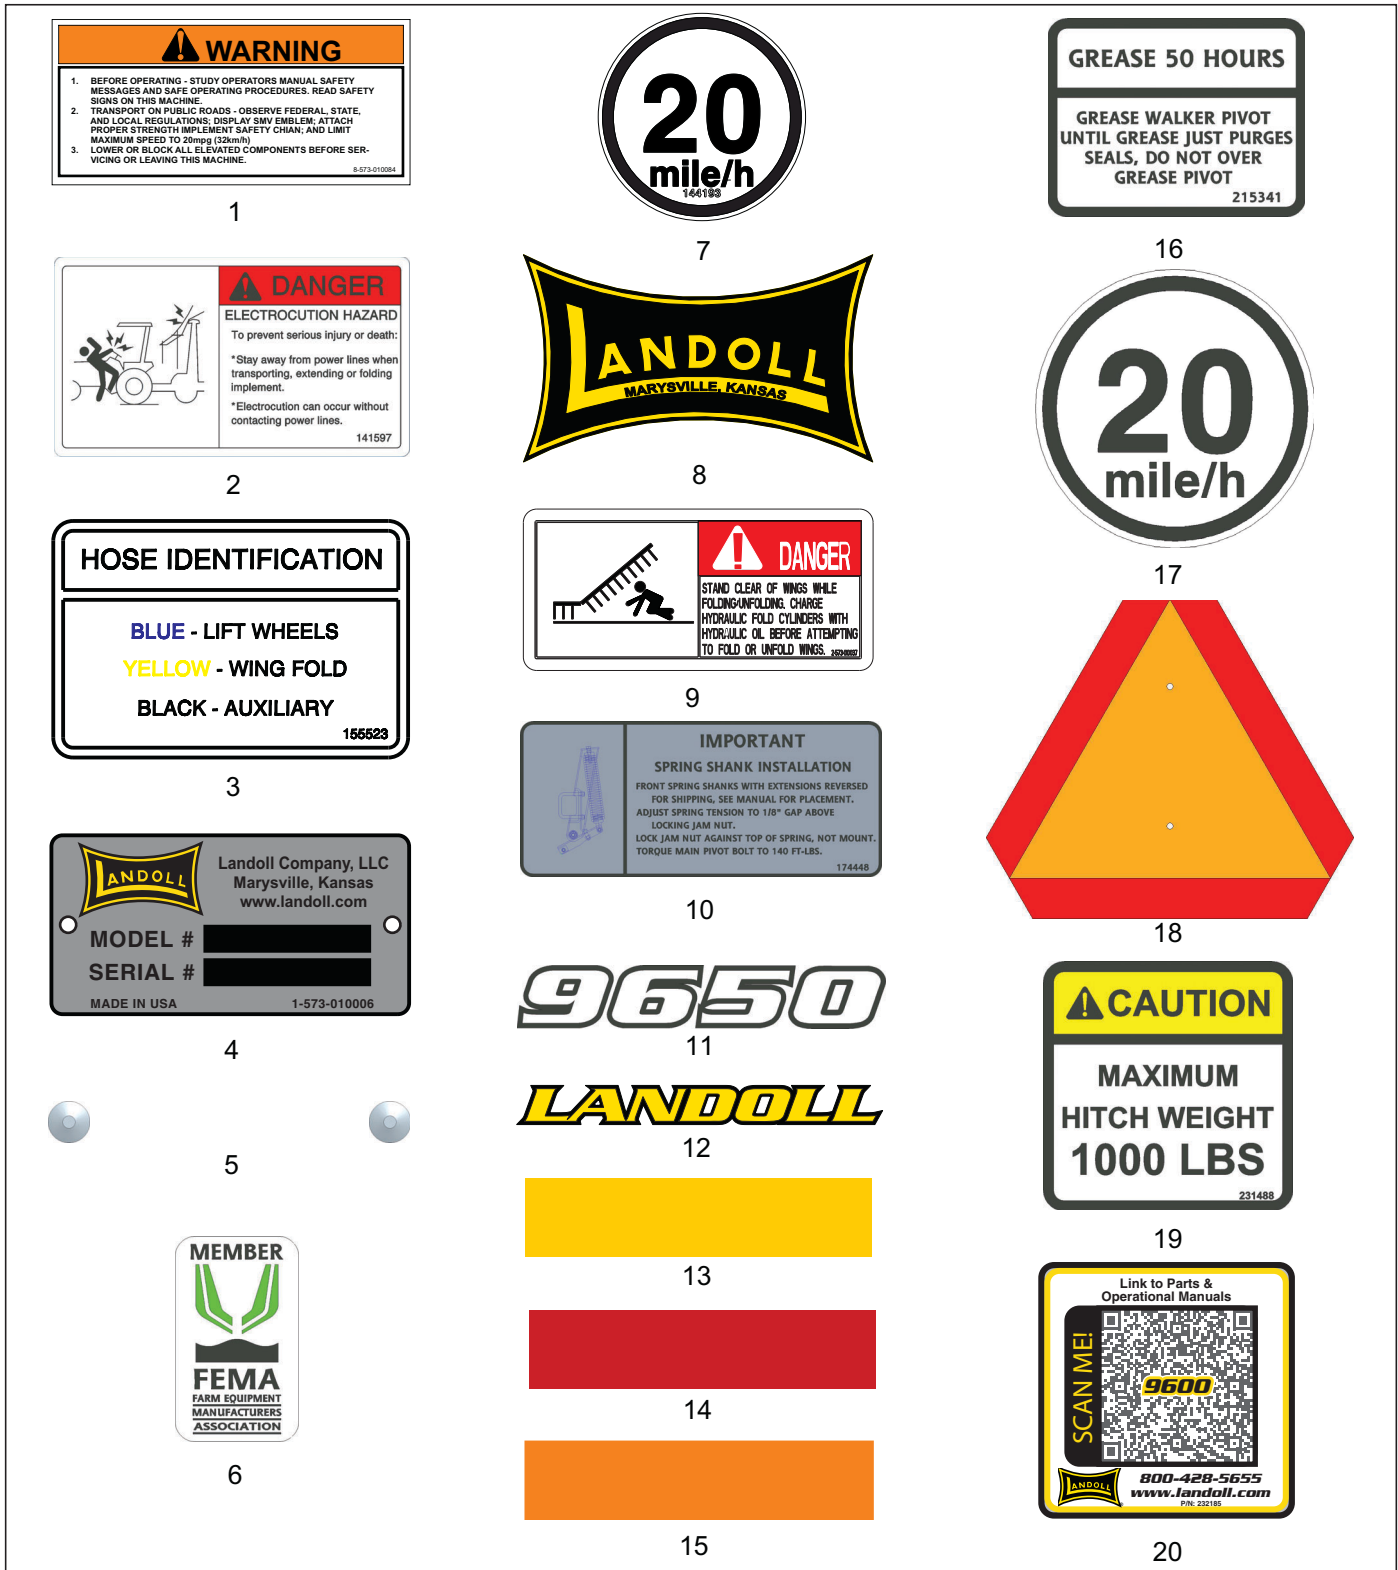 WARNING
1. BEFORE OPERATING - STUDY OPERATORS MANUAL SAFETY
MESSAGES AND SAFE OPERATING PROCEDURES. READ SAFETY
SIGNS ON THIS MACHINE.
2. TRANSPORT ON PUBLIC ROADS - OBSERVE FEDERAL, STATE,
AND LOCAL REGULATIONS; DISPLAY SMV EMBLEM; ATTACH
PROPER STRENGTH IMPLEMENT SAFETY CHIAN; AND LIMIT
MAXIMUM SPEED TO 20mpg (32km/h)
3. LOWER OR BLOCK ALL ELEVATED COMPONENTS BEFORE SER-
VICING OR LEAVING THIS MACHINE.
8-573-010084
1
DANGER
ELECTROCUTION HAZARD
To prevent serious injury or death:
*Stay away from power lines when
transporting, extending or folding
implement.
*Electrocution can occur without
contacting power lines.
141597
2
HOSE IDENTIFICATION
BLUE - LIFT WHEELS
YELLOW - WING FOLD
BLACK - AUXILIARY
155523
3
LANDOLL
Landoll Company, LLC
Marysville, Kansas
www.landoll.com
MODEL #
SERIAL #
MADE IN USA 1-573-010006
4
5
MEMBER
FEMA
FARM EQUIPMENT
MANUFACTURERS
ASSOCIATION
6
20
mile/h
144193
7
LANDOLL
MARYSVILLE, KANSAS
8
DANGER
STAND CLEAR OF WINGS WHILE
FOLDING/UNFOLDING. CHARGE
HYDRAULIC FOLD CYLINDERS WITH
HYDRAULIC OIL BEFORE ATTEMPTING
TO FOLD OR UNFOLD WINGS.
9
IMPORTANT
SPRING SHANK INSTALLATION
FRONT SPRING SHANKS WITH EXTENSIONS REVERSED
FOR SHIPPING, SEE MANUAL FOR PLACEMENT.
ADJUST SPRING TENSION TO 1/8" GAP ABOVE
LOCKING JAM NUT.
LOCK JAM NUT AGAINST TOP OF SPRING, NOT MOUNT.
TORQUE MAIN PIVOT BOLT TO 140 FT-LBS.
174448
10
9650
11
LANDOLL
12
13
14
15
GREASE 50 HOURS
GREASE WALKER PIVOT
UNTIL GREASE JUST PURGES
SEALS, DO NOT OVER
GREASE PIVOT
215341
16
20
mile/h
17
18
CAUTION
MAXIMUM
HITCH WEIGHT
1000 LBS
231488
19
Link to Parts &
Operational Manuals
SCAN ME!
9600
LANDOLL
800-428-5655
www.landoll.com
P/N: 232185
20